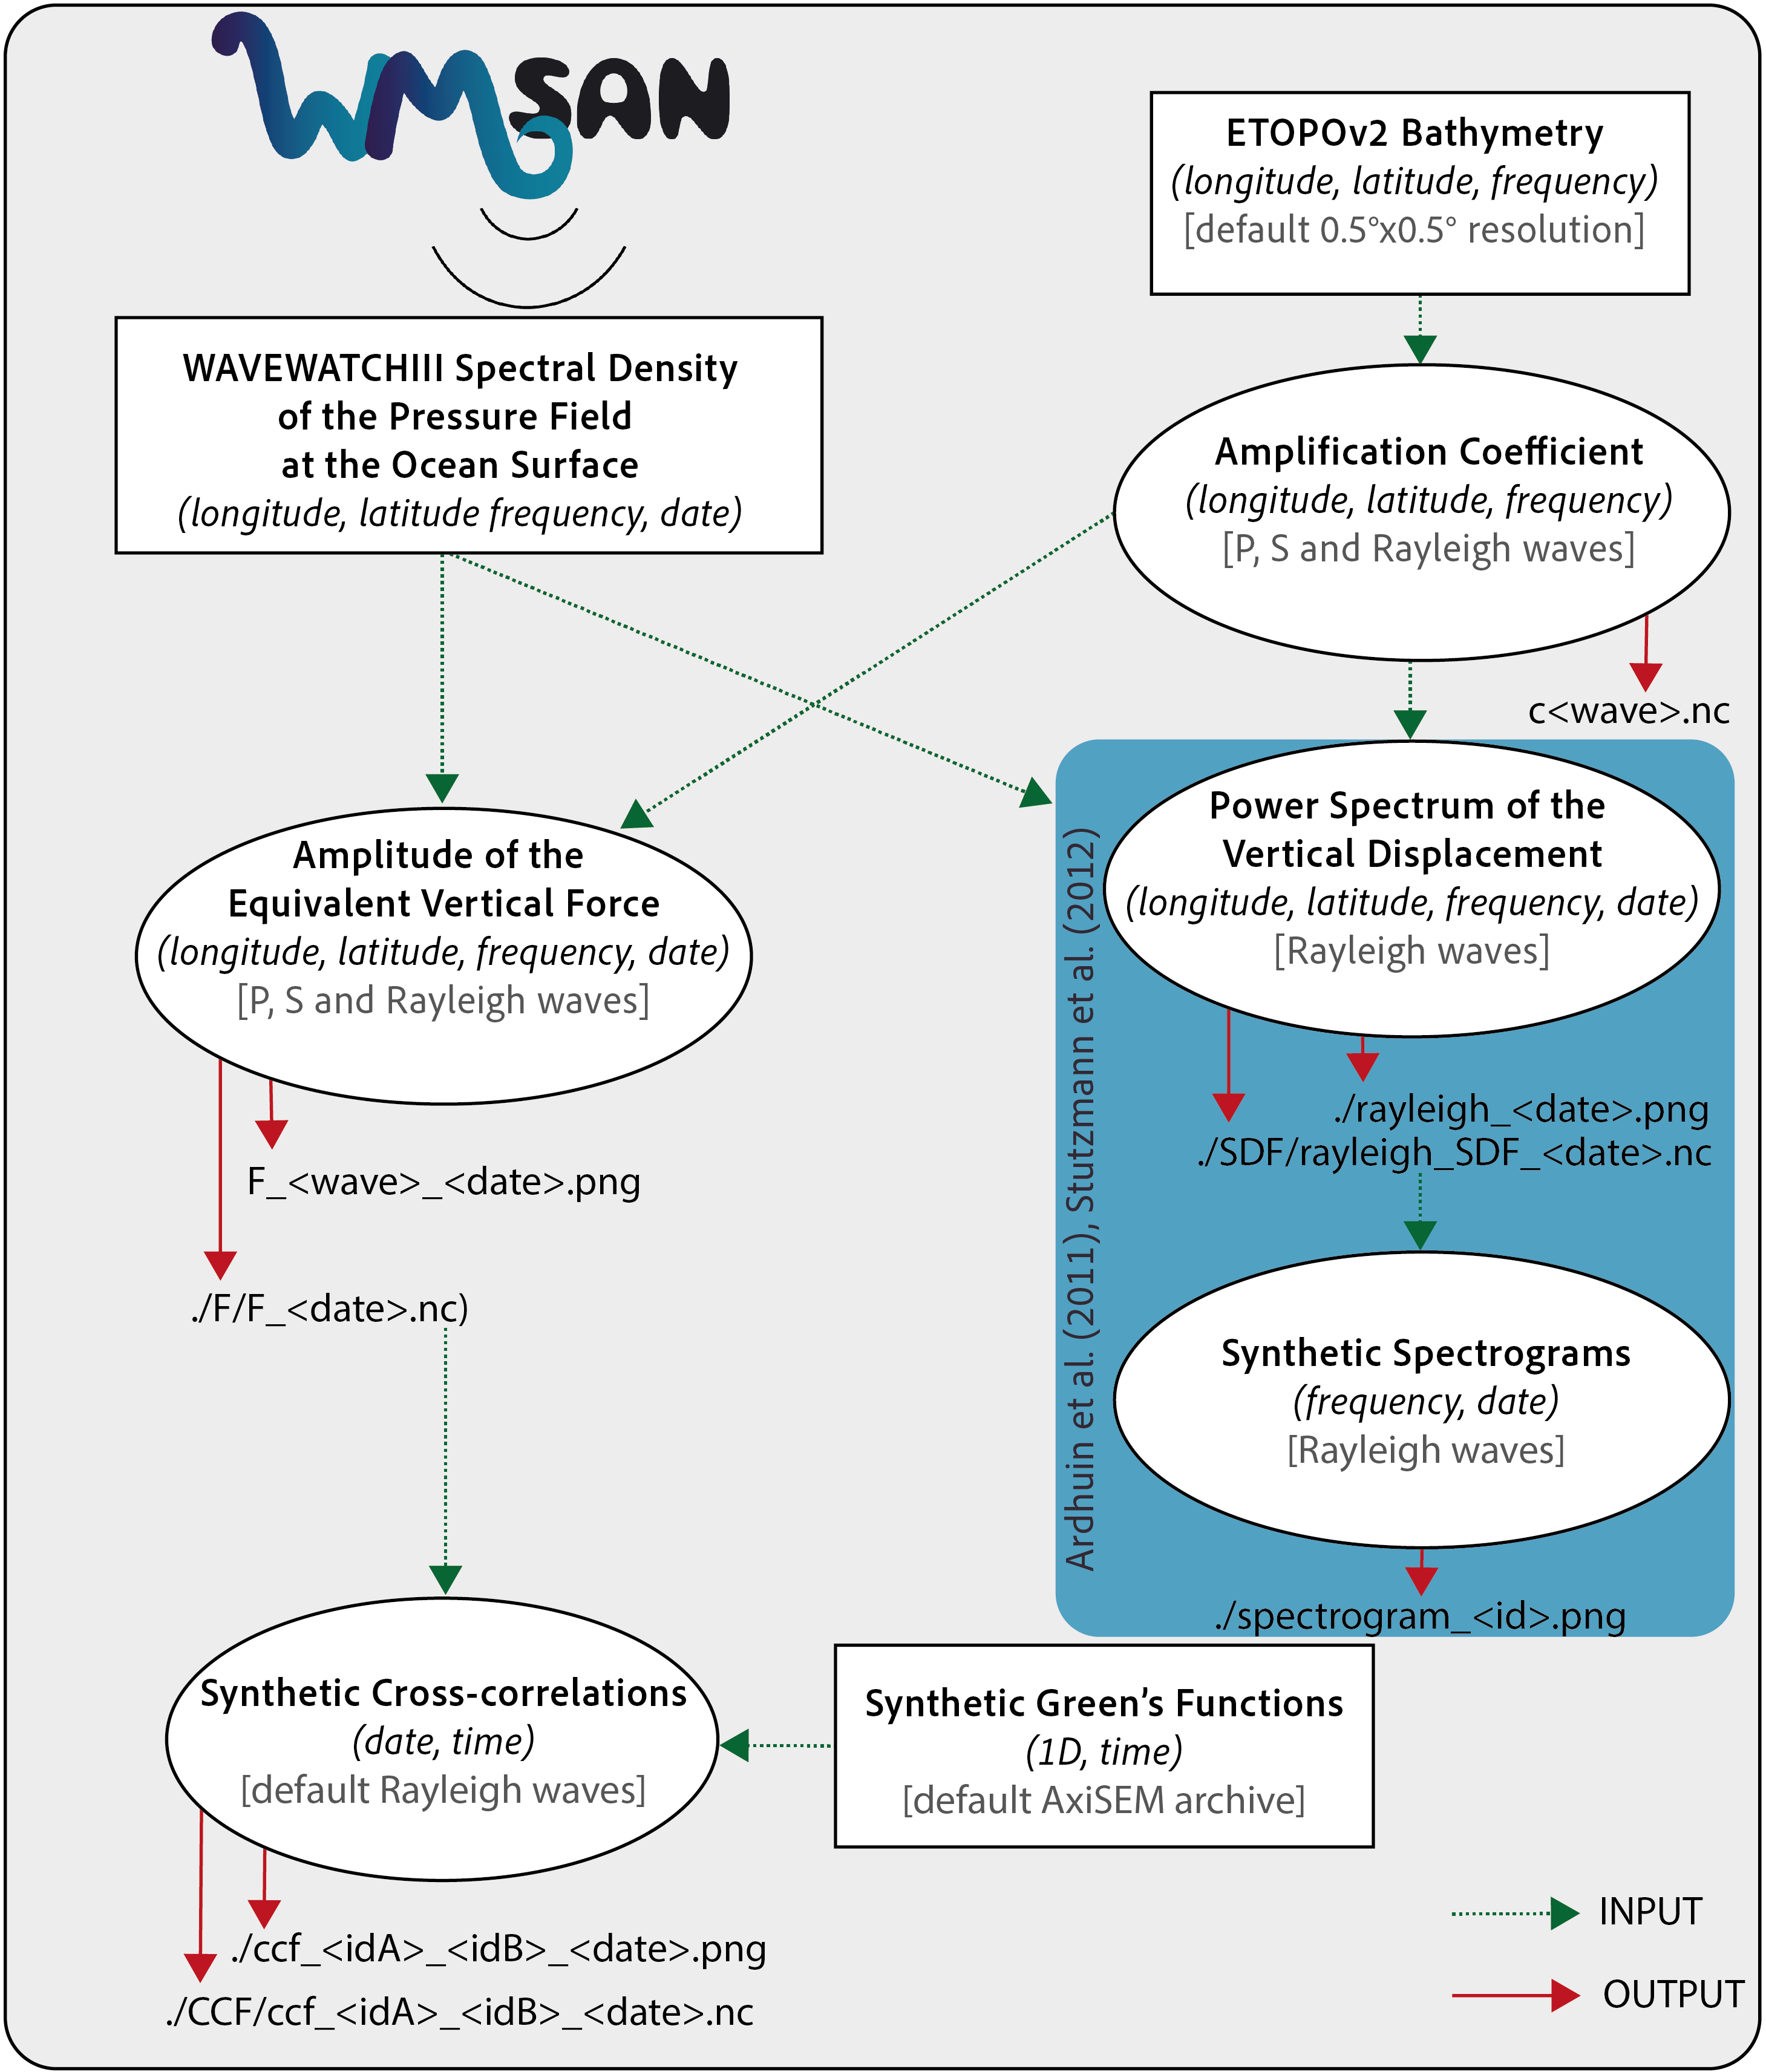 WMSAN
ETOPOv2 Bathymetry
(longitude, latitude, frequency)
[default 0.5°x0.5° resolution]
WAVEWATCHIII Spectral Density
of the Pressure Field
at the Ocean Surface
(longitude, latitude frequency, date)
Amplification Coefficient
(longitude, latitude, frequency)
[P, S and Rayleigh waves]
c<wave>.nc
Amplitude of the
Equivalent Vertical Force
(longitude, latitude, frequency, date)
[P, S and Rayleigh waves]
F_<wave>_<date>.png
./F/F_<date>.nc)
Ardhuin et al. (2011), Stutzmann et al. (2012)
Power Spectrum of the
Vertical Displacement
(longitude, latitude, frequency, date)
[Rayleigh waves]
./rayleigh_<date>.png
./SDF/rayleigh_SDF_<date>.nc
Synthetic Spectrograms
(frequency, date)
[Rayleigh waves]
./spectrogram_<id>.png
Synthetic Cross-correlations
(date, time)
[default Rayleigh waves]
Synthetic Green's Functions
(1D, time)
[default AxiSEM archive]
./ccf_<idA>_<idB>_<date>.png
./CCF/ccf_<idA>_<idB>_<date>.nc
INPUT
OUTPUT